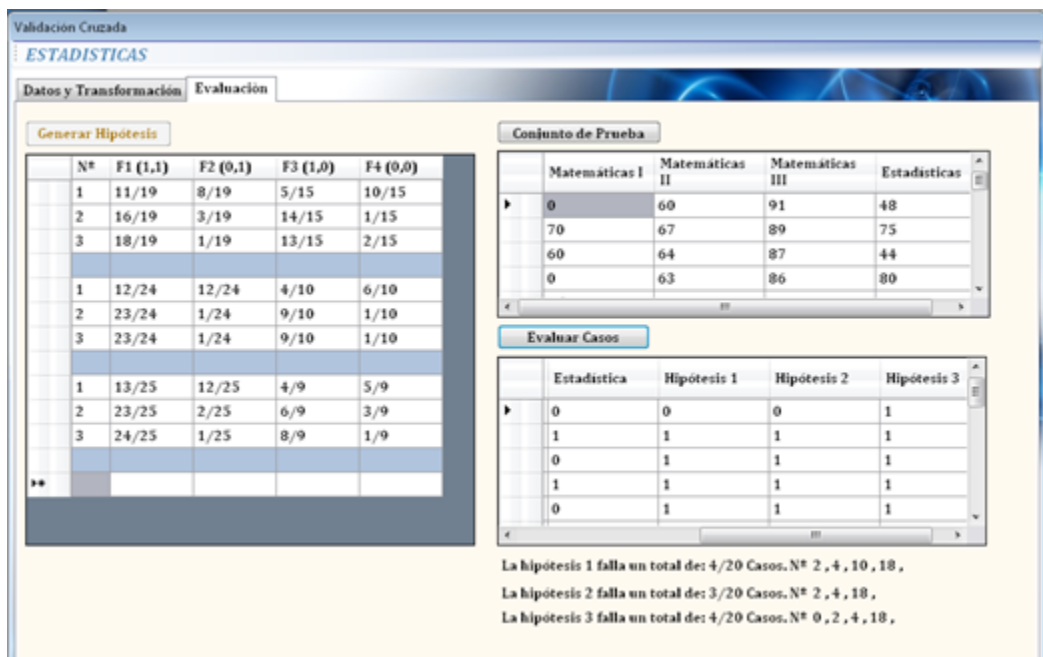 Validación Cruzada
ESTADISTICAS
Datos y Transformación Evaluación
Generar Hipótesis
Nº F1 (1,1) F2 (0,1) F3 (1,0) F4 (0,0)
1 11/19 8/19 5/15 10/15
2 16/19 3/19 14/15 1/15
3 18/19 1/19 13/15 2/15
1 12/24 12/24 4/10 6/10
2 23/24 1/24 9/10 1/10
3 23/24 1/24 9/10 1/10
1 13/25 12/25 4/9 5/9
2 23/25 2/25 6/9 3/9
3 24/25 1/25 8/9 1/9
Conjunto de Prueba
Matemáticas I Matemáticas II Matemáticas III Estadísticas
0 60 91 48
70 67 89 75
60 64 87 44
0 63 86 80
Evaluar Casos
Estadística Hipótesis 1 Hipótesis 2 Hipótesis 3
0 0 0 1
1 1 1 1
0 1 1 1
1 1 1 1
0 1 1 1
La hipótesis 1 falla un total de: 4/20 Casos. Nº 2 , 4 , 10 , 18 ,
La hipótesis 2 falla un total de: 3/20 Casos. Nº 2 , 4 , 18 ,
La hipótesis 3 falla un total de: 4/20 Casos. Nº 0 , 2 , 4 , 18 ,